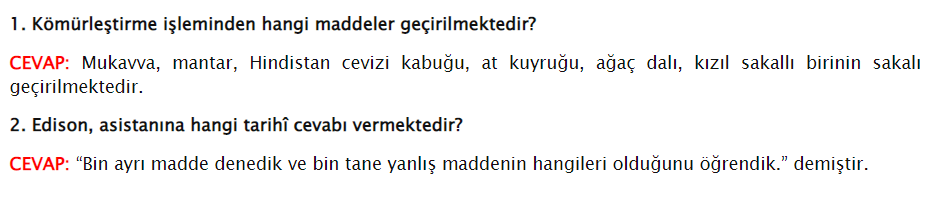 1. Kömürleştirme işleminden hangi maddeler geçirilmektedir?
CEVAP: Mukavva, mantar, Hindistan cevizi kabuğu, at kuyruğu, ağaç dalı, kızıl sakallı birinin sakalı
geçirilmektedir.
2. Edison, asistanına hangi tarihî cevabı vermektedir?
CEVAP: “Bin ayrı madde denedik ve bin tane yanlış maddenin hangileri olduğunu öğrendik.” demiştir.